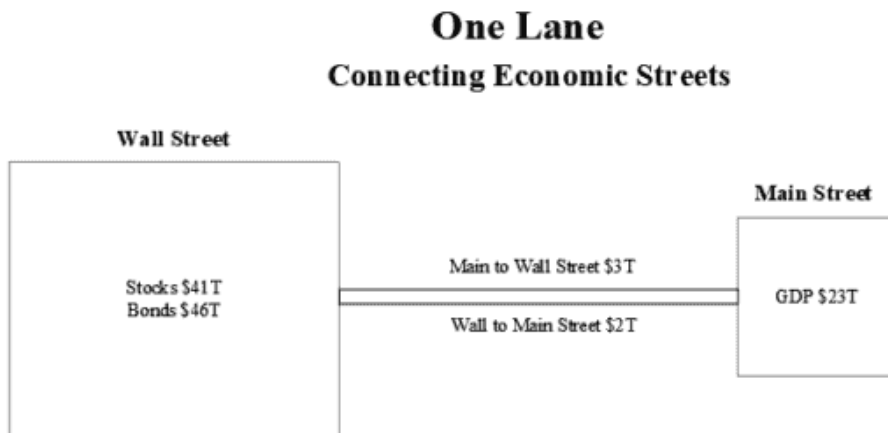 One Lane
Connecting Economic Streets
Wall Street
Main Street
Main to Wall Street $3T
Stocks $41T
Bonds $46T
GDP $23T
Wall to Main Street $2T